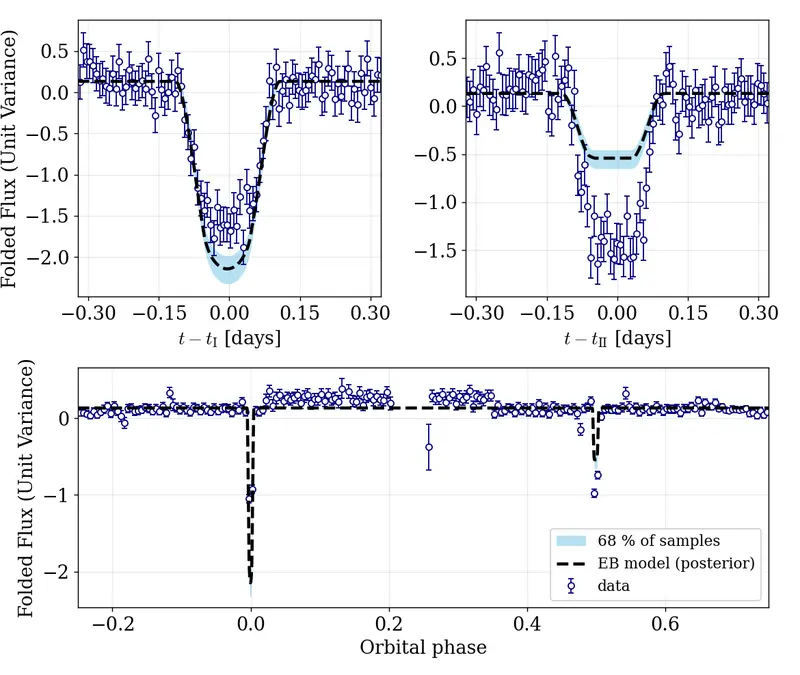 Folded Flux (Unit Variance)
0.5
0.0
−0.5
−1.0
−1.5
−2.0
−0.30 −0.15 0.00 0.15 0.30
t − tI [days]
0.5
0.0
−0.5
−1.0
−1.5
−0.30 −0.15 0.00 0.15 0.30
t − tII [days]
Folded Flux (Unit Variance)
0
−1
−2
−0.2 0.0 0.2 0.4 0.6
Orbital phase
68 % of samples
EB model (posterior)
data